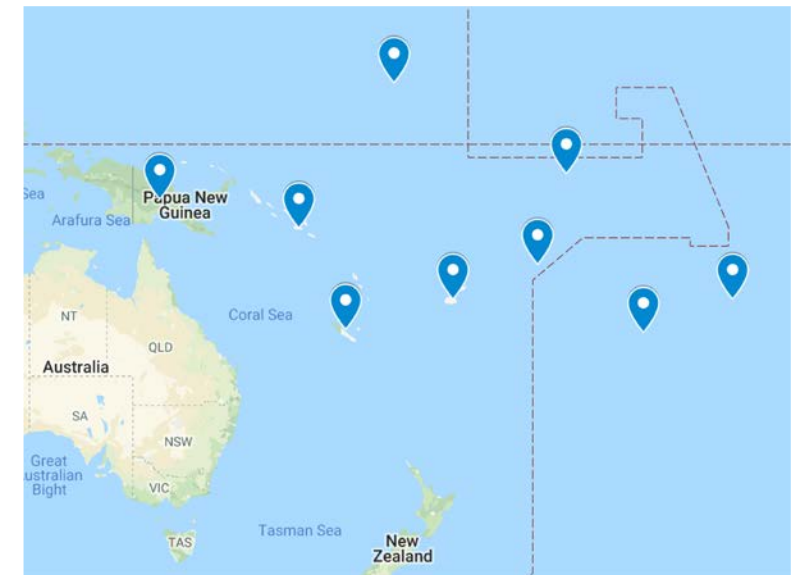 Papua New
Guinea
Sea
Arafura Sea
NT
Coral Sea
QLD
Australia
SA
NSW
Great
ustralian
Bight
VIC
Tasman Sea
TAS
New
Zealand